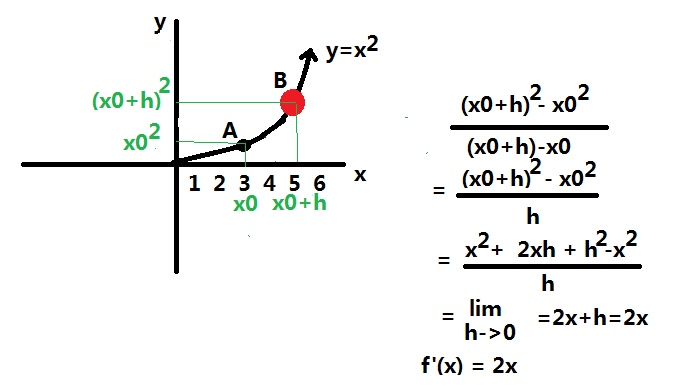 y
y=x²
B
(x0+h)²
A
x0²
x
1 2 3 4 5 6
x0 x0+h
(x0+h)²- x0²
(x0+h)-x0
= (x0+h)²- x0²
h
= x²+ 2xh + h²-x²
h
= lim =2x+h=2x
h->0
f'(x) = 2x